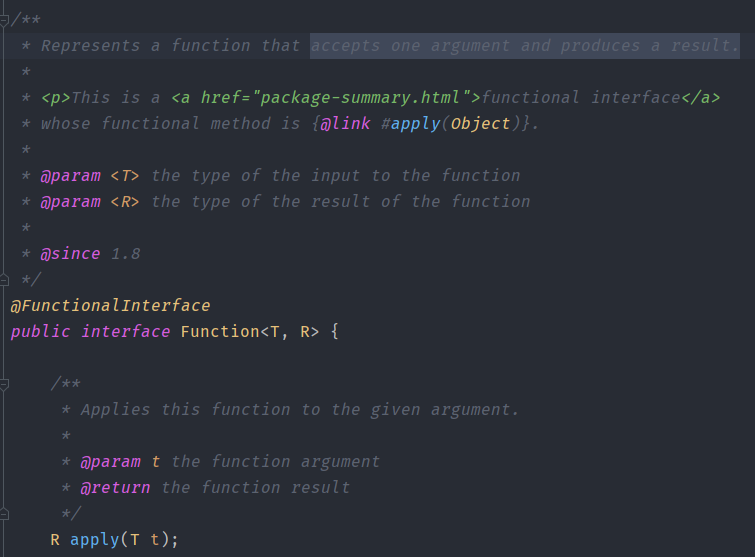 /**
 * Represents a function that accepts one argument and produces a result.
 *
 * <p>This is a <a href="package-summary.html">functional interface</a>
 * whose functional method is {@link #apply(Object)}.
 *
 * @param <T> the type of the input to the function
 * @param <R> the type of the result of the function
 *
 * @since 1.8
 */
@FunctionalInterface
public interface Function<T, R> {
    /**
     * Applies this function to the given argument.
     *
     * @param t the function argument
     * @return the function result
     */
    R apply(T t);